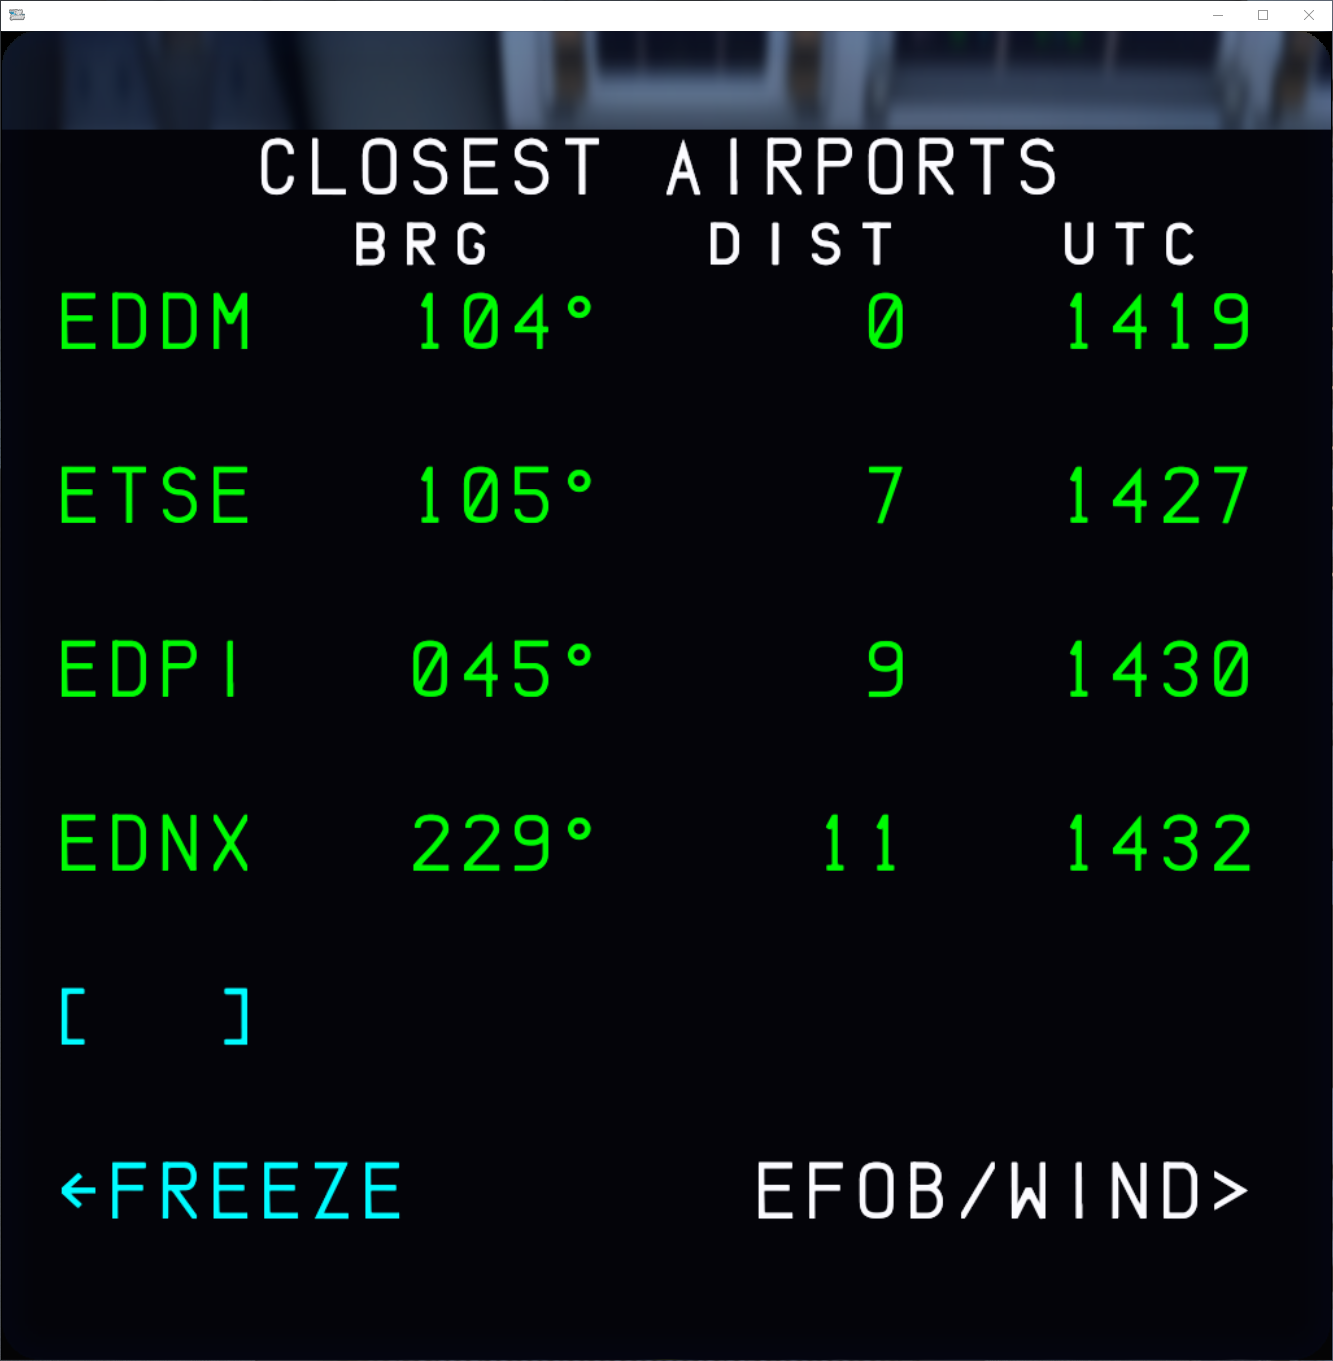 CLOSEST AIRPORTS
BRG DIST UTC
EDDM 104° 0 1419
ETSE 105° 7 1427
EDPI 045° 9 1430
EDNX 229° 11 1432
[ ]
←FREEZE EFOB/WIND>